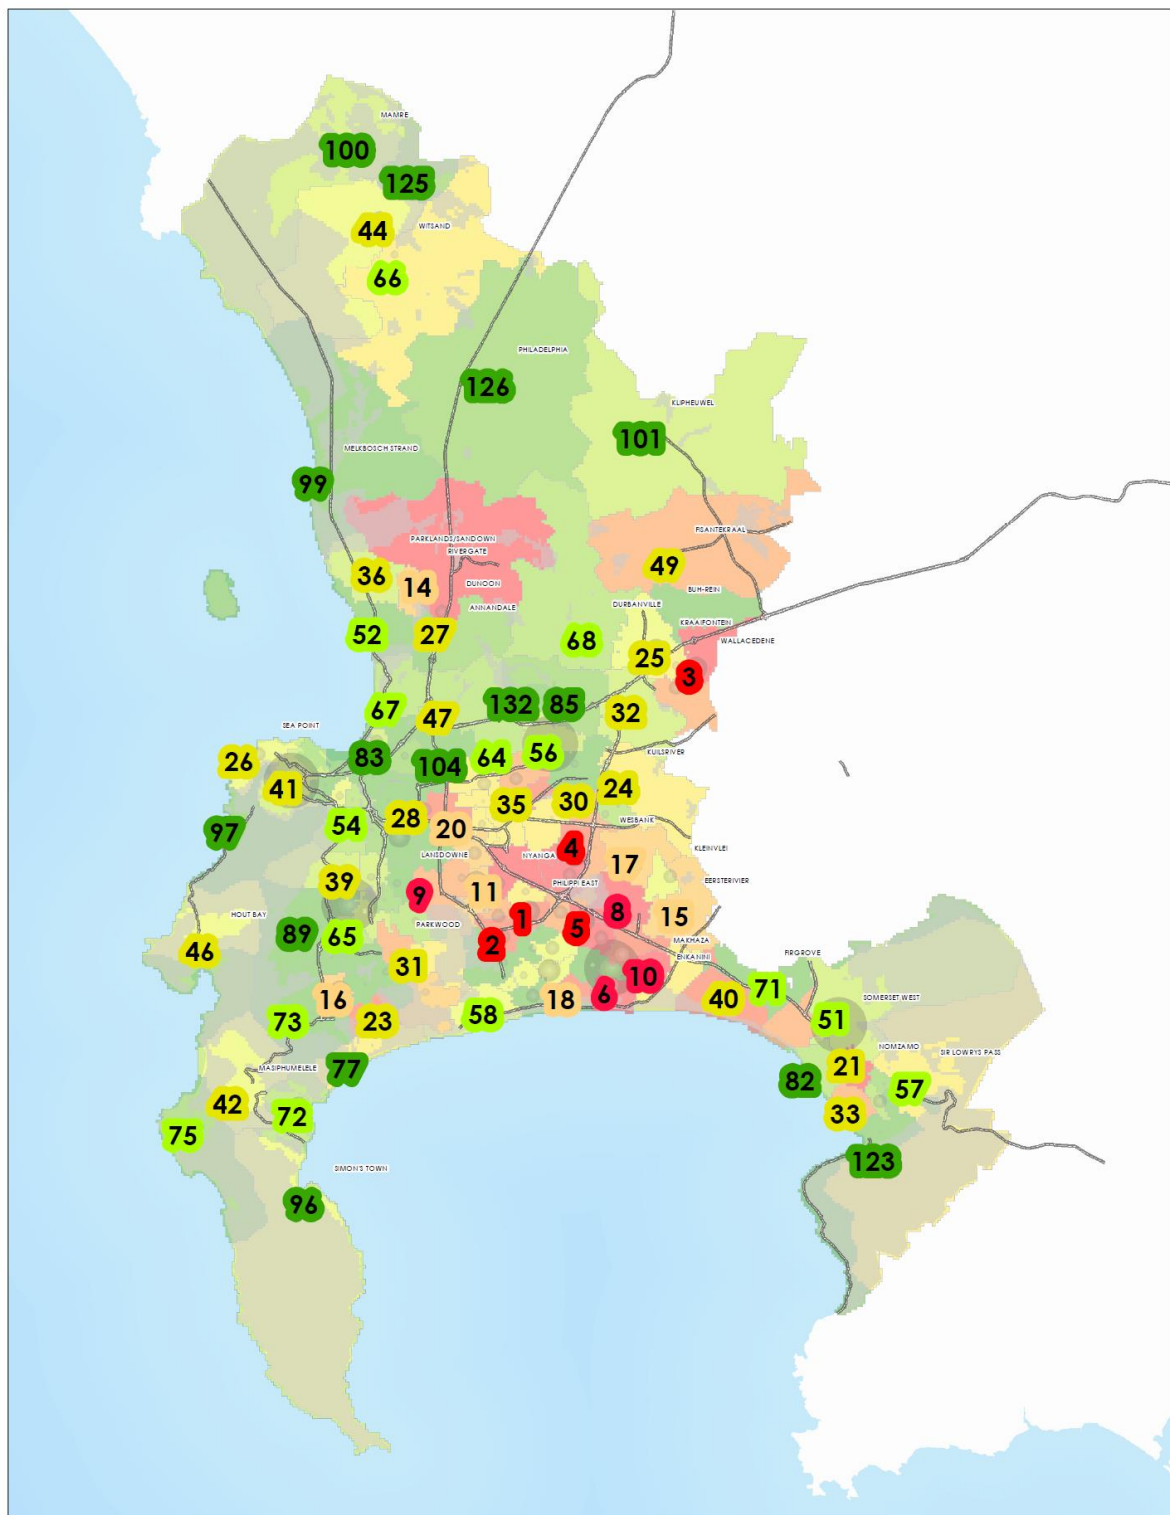 MAMRE
100
125
44
WITSAND
66
PHILADELPHIA
126
KLIPHEUWEL
101
MELKBOSCH STRAND
99
FISANTEKRAAL
PARKLANDS/SANDOWN
RIVERGATE
49
36
14
DUNOON
BUH-REIN
ANNANDALE
DURBANVILLE
KRAAIFONTEIN
52
27
68
WALLACEDENE
25
3
132
85
67
47
32
SEA POINT
KUILSRIVER
26
83
104
64
56
41
24
35
30
97
54
28
20
WESBANK
4
KLEINVLEI
LANSDOWNE
NYANGA
17
39
9
11
PHILIPPI EAST
EERSTERIVIER
HOUT BAY
1
8
15
89
65
PARKWOOD
5
2
MAKHAZA
46
31
ENKANINI
FIRGROVE
10
71
16
18
6
40
SOMERSET WEST
73
23
58
51
NOMZAMO
SIR LOWRYS PASS
MASIPHUMELELE
77
21
82
57
42
72
33
75
123
SIMON'S TOWN
96